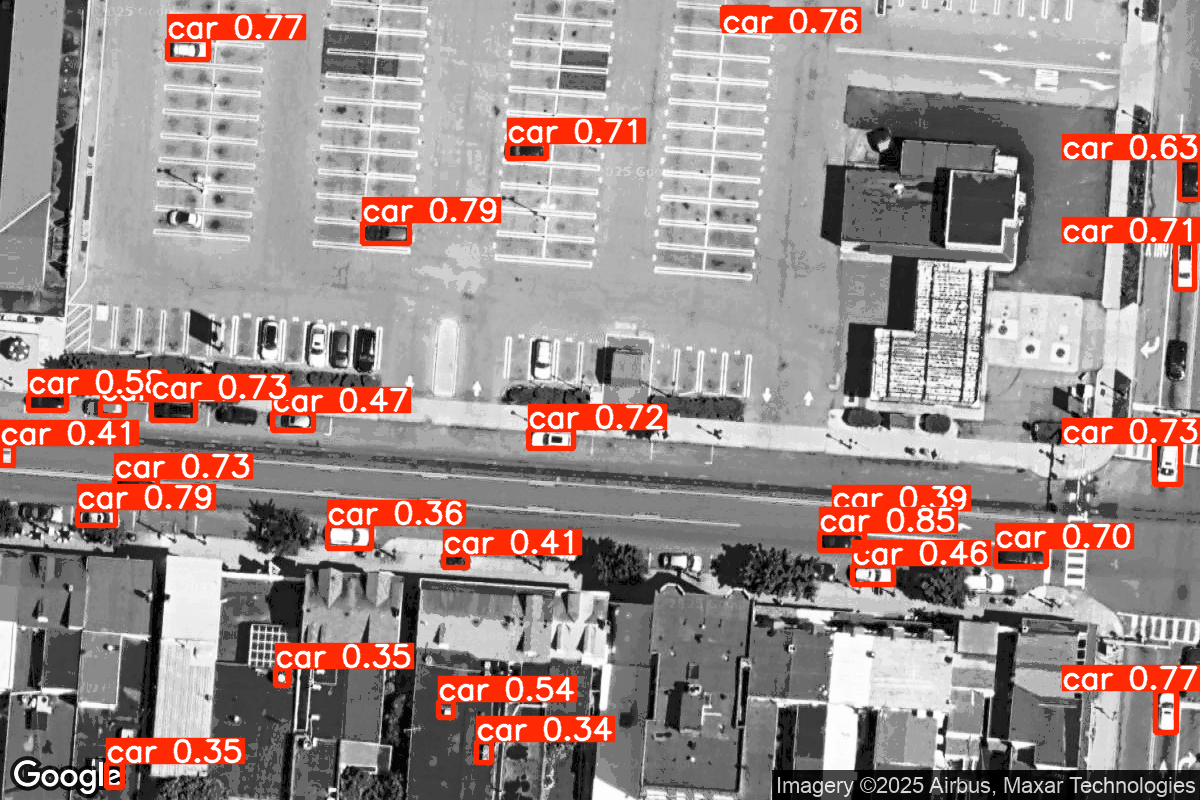 car 0.77
car 0.76
car 0.71
car 0.63
car 0.79
car 0.71
car 0.58
car 0.73
car 0.47
car 0.72
car 0.41
car 0.73
car 0.73
car 0.79
car 0.36
car 0.39
car 0.85
car 0.41
car 0.46
car 0.70
car 0.35
car 0.54
car 0.77
car 0.34
car 0.35
Google
Imagery ©2025 Airbus, Maxar Technologies